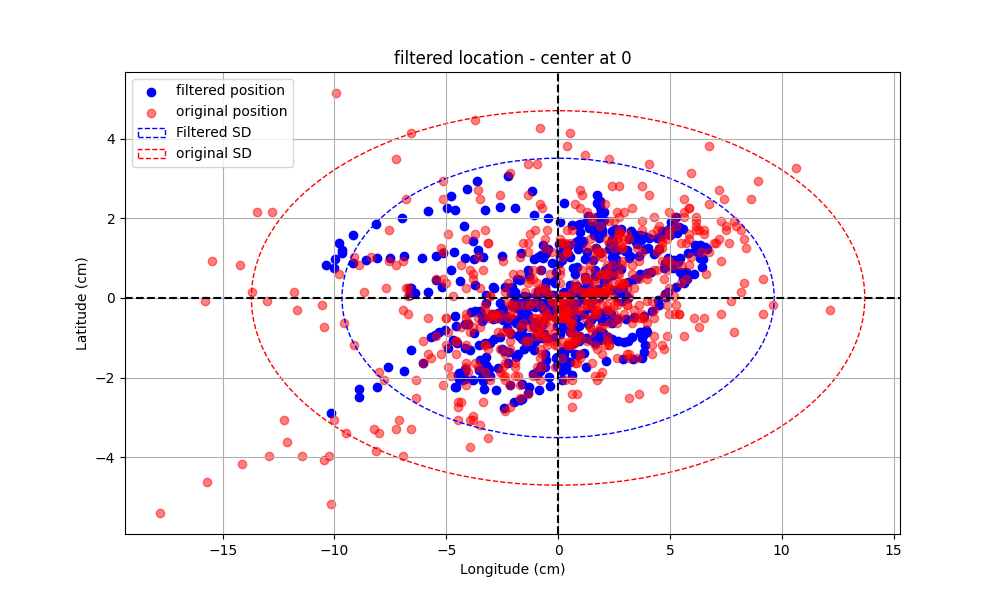 filtered location - center at 0
filtered position
original position
Filtered SD
original SD
4
2
0
−2
−4
Latitude (cm)
−15
−10
−5
0
5
10
15
Longitude (cm)